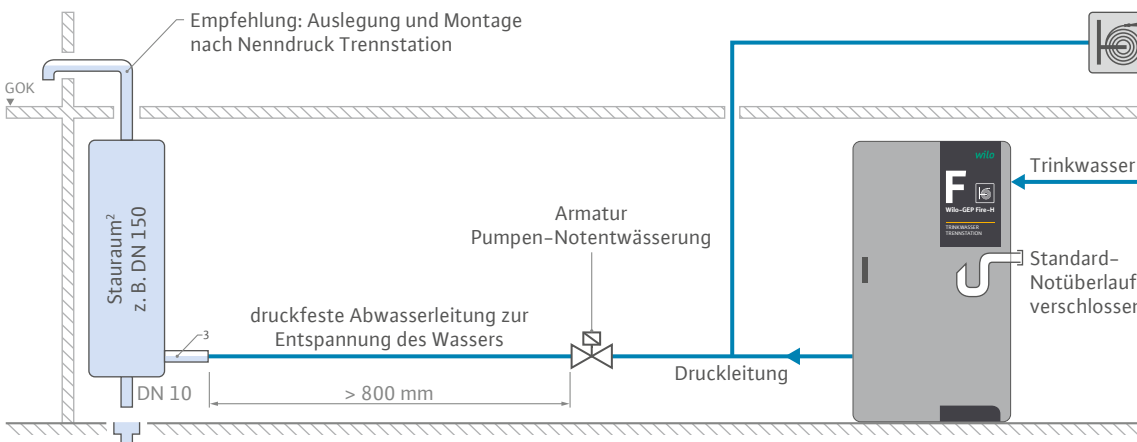 Empfehlung: Auslegung und Montage
nach Nenndruck Trennstation
GOK
wilo
F
Wilo-GEP Fire-H
TRINKWASSER
TRENNSTATION
Trinkwasser
Stauraum²
z. B. DN 150
Armatur
Pumpen-Notentwässerung
Standard-
Notüberlauf
verschlossen
druckfeste Abwasserleitung zur
Entspannung des Wassers
3
Druckleitung
DN 10
> 800 mm